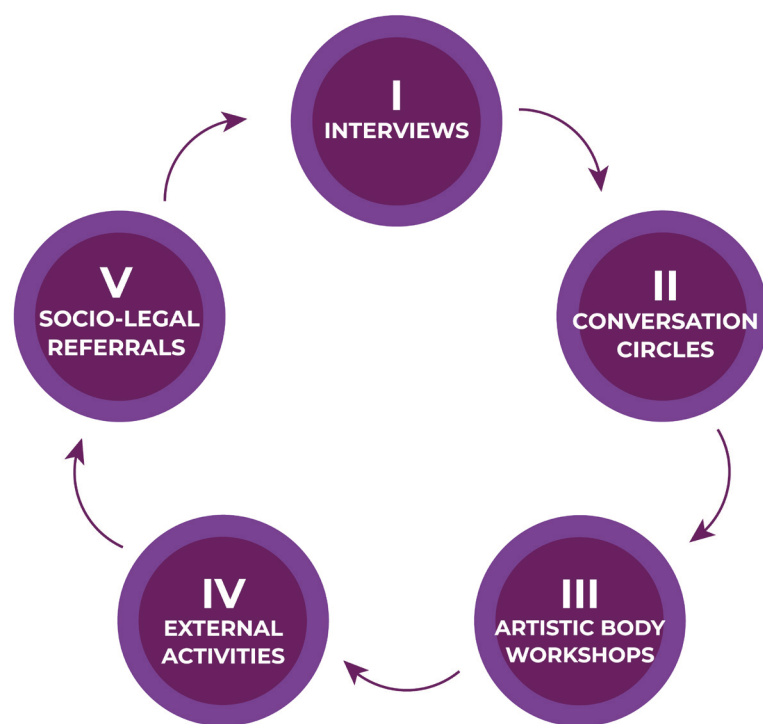 I
INTERVIEWS
II
CONVERSATION
CIRCLES
III
ARTISTIC BODY
WORKSHOPS
IV
EXTERNAL
ACTIVITIES
V
SOCIO-LEGAL
REFERRALS